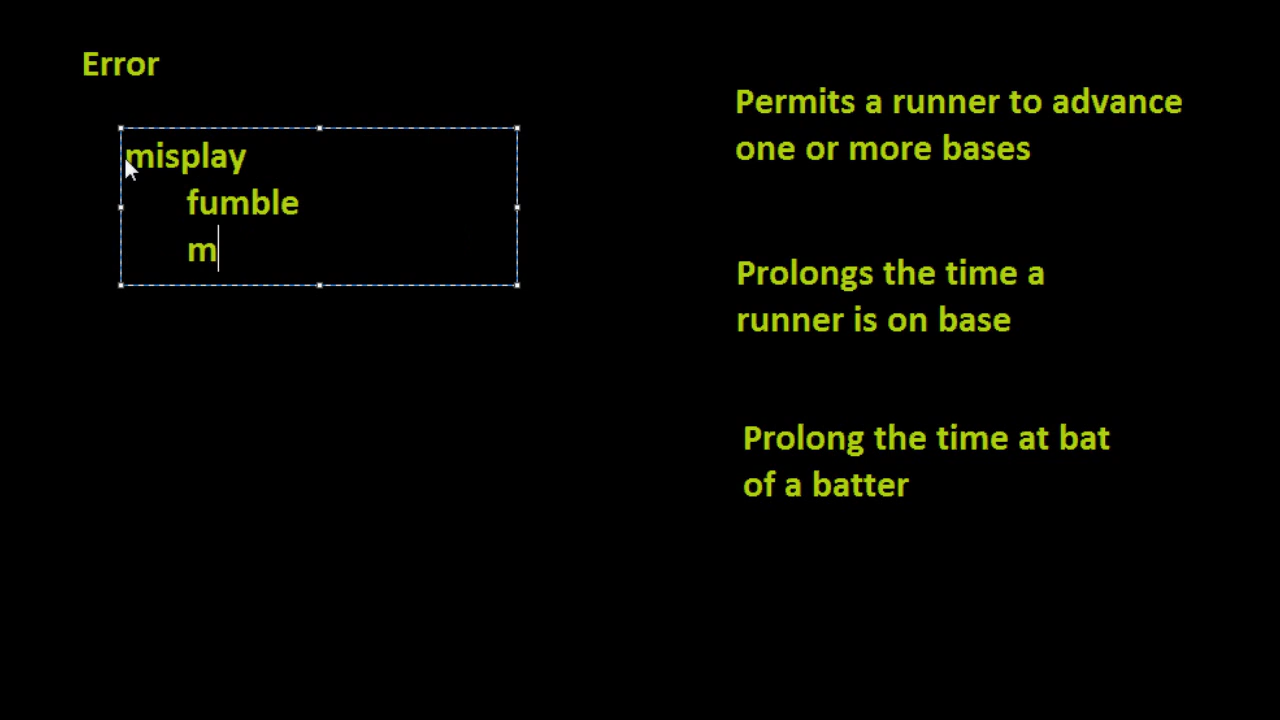 Error
misplay
fumble
m
Permits a runner to advance
one or more bases
Prolongs the time a
runner is on base
Prolong the time at bat
of a batter